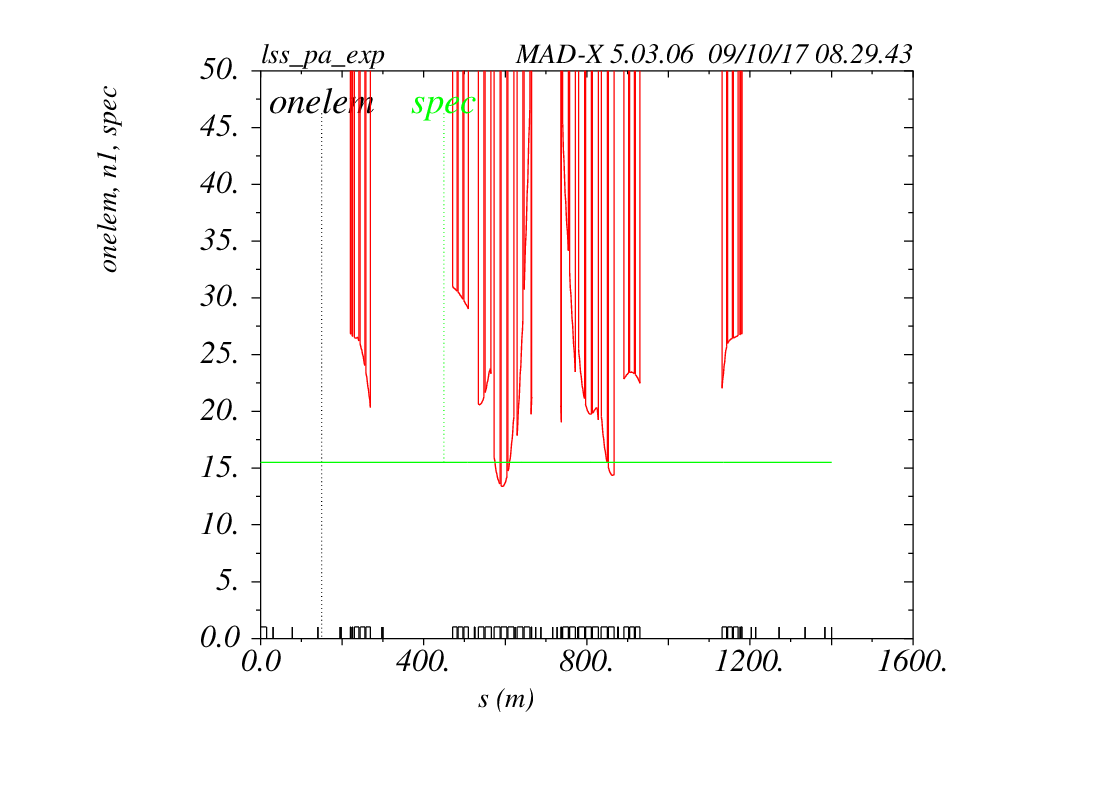 lss_pa_exp MAD-X 5.03.06 09/10/17 08.29.43
onelem, n1, spec
onelem spec
50.
45.
40.
35.
30.
25.
20.
15.
10.
5.
0.0
0.0 400. 800. 1200. 1600.
s (m)